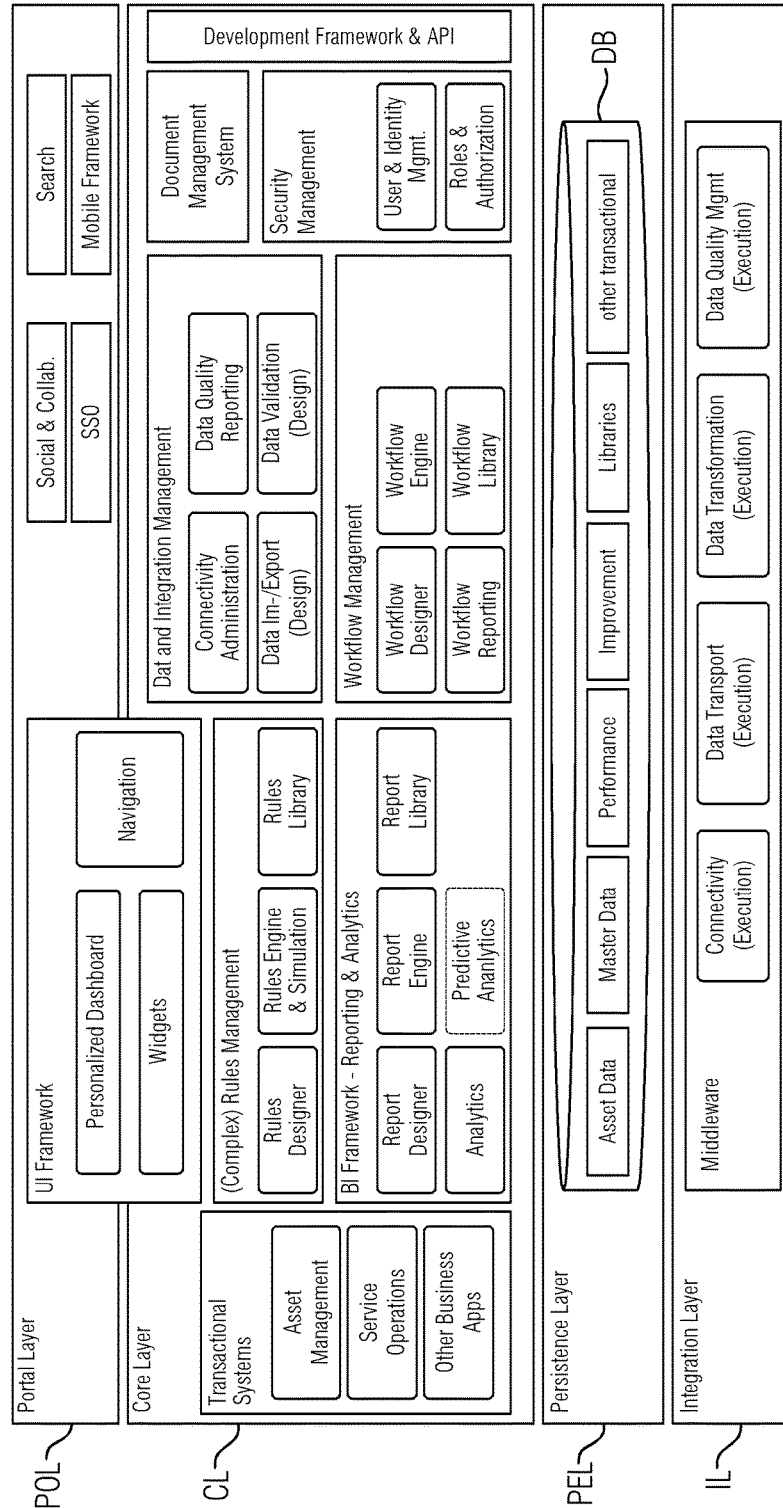 POL
Portal Layer
UI Framework
Personalized Dashboard
Widgets
Navigation
Social & Collab.
SSO
Search
Mobile Framework
CL
Core Layer
Transactional
Systems
Asset
Management
Service
Operations
Other Business
Apps
(Complex) Rules Management
Rules
Designer
Rules Engine
& Simulation
Rules
Library
BI Framework - Reporting & Analytics
Report
Designer
Report
Engine
Report
Library
Analytics
Predictive
Ananlytics
Dat and Integration Management
Connectivity
Administration
Data Quality
Reporting
Data Im-/Export
(Design)
Data Validation
(Design)
Workflow Management
Workflow
Designer
Workflow
Engine
Workflow
Reporting
Workflow
Library
Document
Management
System
Security
Management
User & Identity
Mgmt.
Roles &
Authorization
Development Framework & API
PEL
Persistence Layer
Asset Data
Master Data
Performance
Improvement
Libraries
other transactional
DB
IL
Integration Layer
Middleware
Connectivity
(Execution)
Data Transport
(Execution)
Data Transformation
(Execution)
Data Quality Mgmt
(Execution)